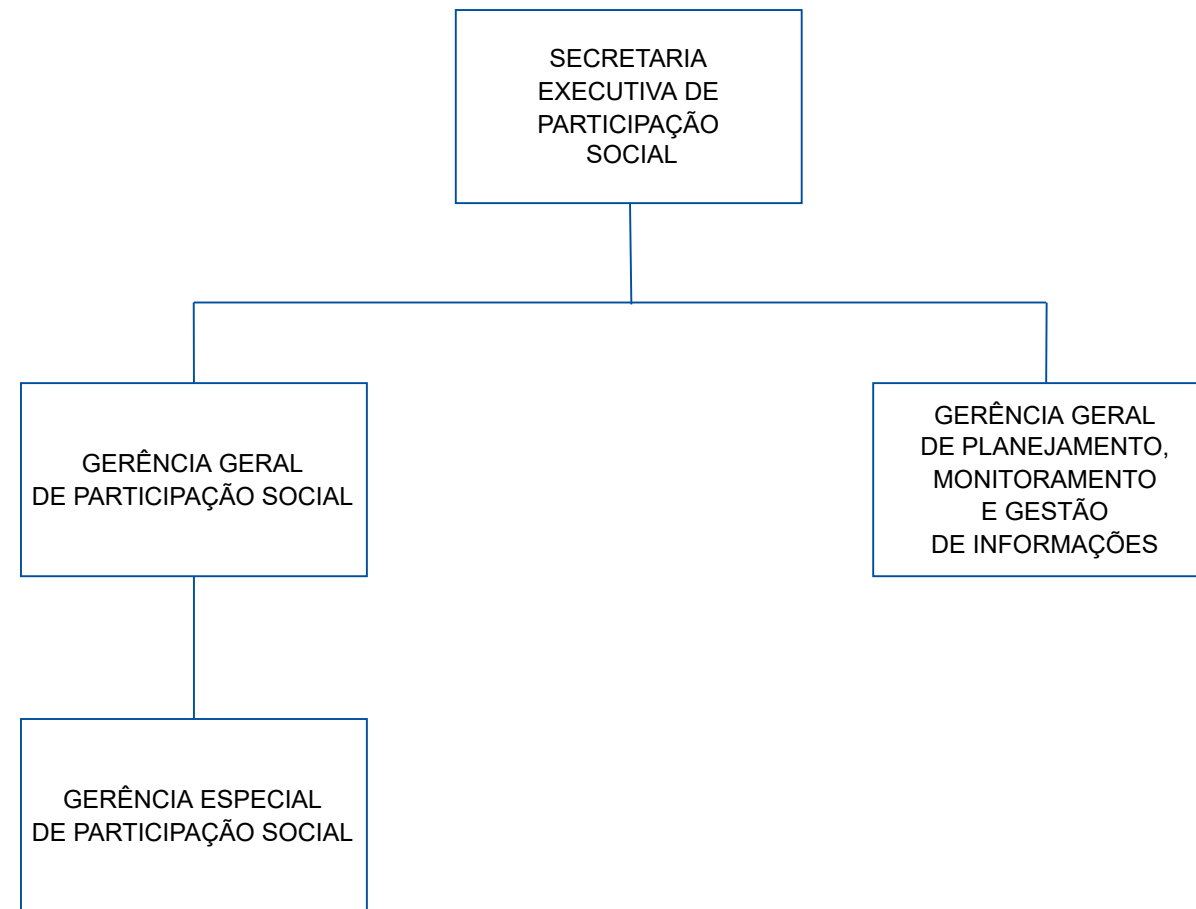 SECRETARIA
EXECUTIVA DE
PARTICIPAÇÃO
SOCIAL
GERÊNCIA GERAL
DE PARTICIPAÇÃO SOCIAL
GERÊNCIA GERAL
DE PLANEJAMENTO,
MONITORAMENTO
E GESTÃO
DE INFORMAÇÕES
GERÊNCIA ESPECIAL
DE PARTICIPAÇÃO SOCIAL